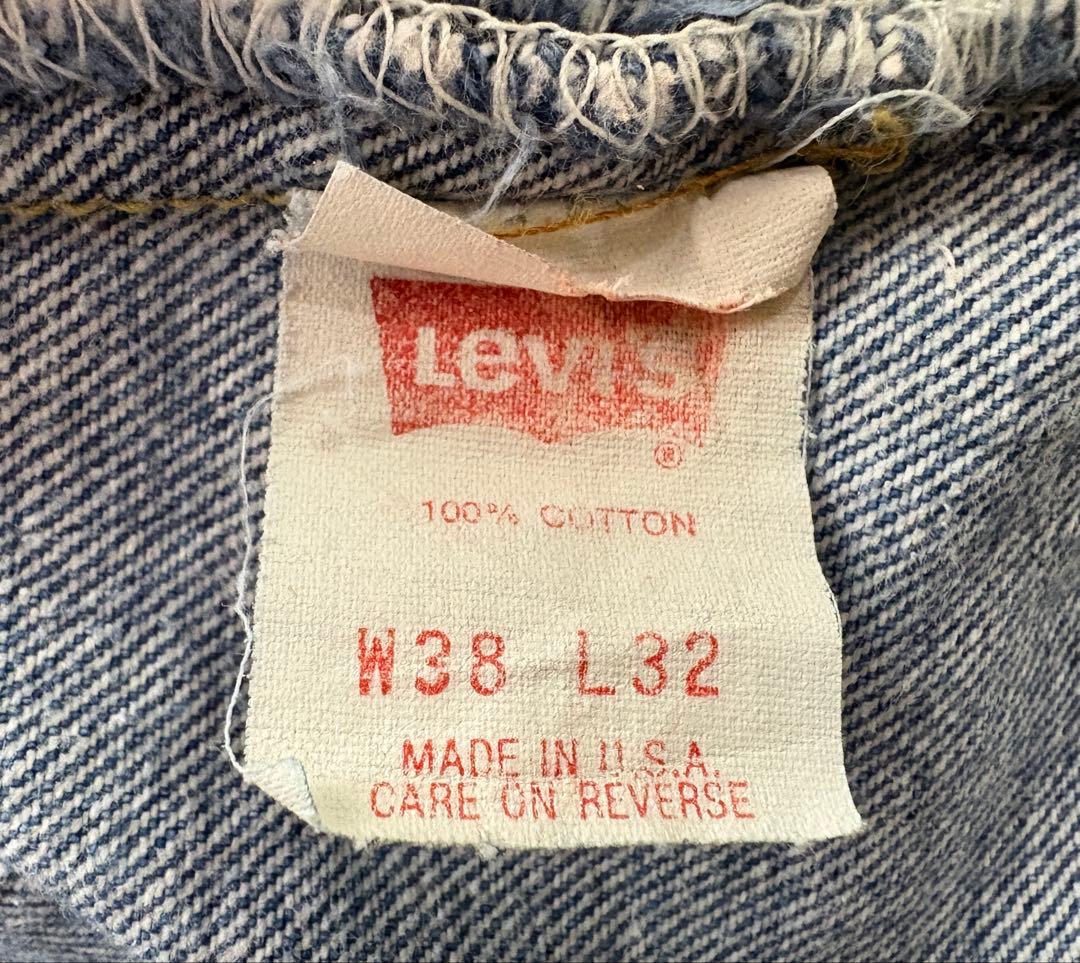 Levi's
®
100% COTTON
W38 L32
MADE IN U.S.A.
CARE ON REVERSE